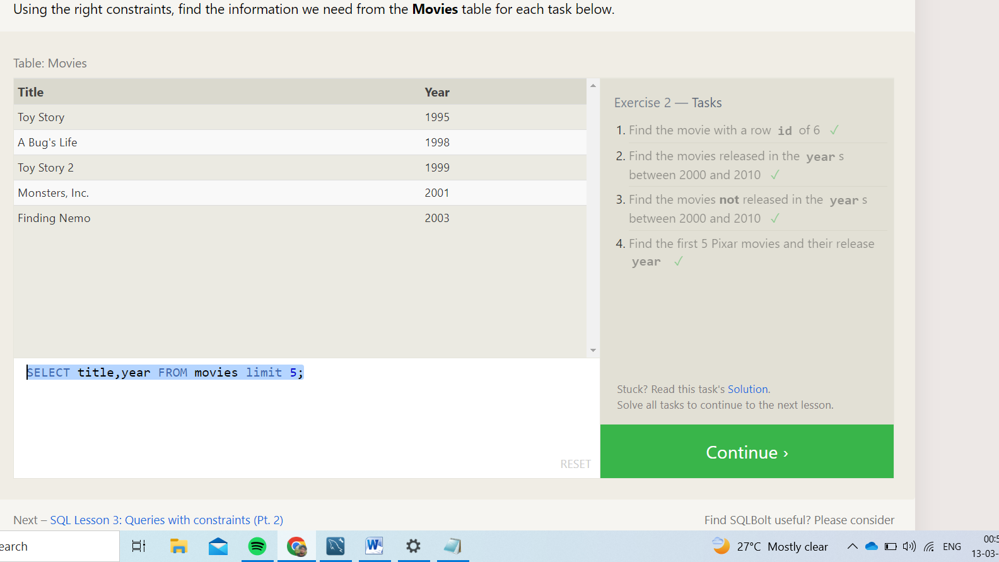 Using the right constraints, find the information we need from the Movies table for each task below.
Table: Movies
Title Year
Toy Story 1995
A Bug's Life 1998
Toy Story 2 1999
Monsters, Inc. 2001
Finding Nemo 2003
SELECT title,year FROM movies limit 5;
RESET
Exercise 2 — Tasks
1. Find the movie with a row id of 6 ✓
2. Find the movies released in the year s
between 2000 and 2010 ✓
3. Find the movies not released in the year s
between 2000 and 2010 ✓
4. Find the first 5 Pixar movies and their release
year ✓
Stuck? Read this task's Solution.
Solve all tasks to continue to the next lesson.
Continue ›
Next – SQL Lesson 3: Queries with constraints (Pt. 2)
Find SQLBolt useful? Please consider
earch
W
27°C Mostly clear
ENG
00:5
13-03-